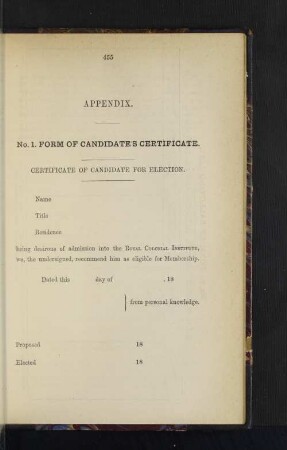 455
APPENDIX.
No. 1. FORM OF CANDIDATE'S CERTIFICATE.
CERTIFICATE OF CANDIDATE FOR ELECTION.
Name
Title
Residence
being desirous of admission into the ROYAL COLONIAL INSTITUTE,
we, the undersigned, recommend him as eligible for Membership.
Dated this day of , 18
from personal knowledge.
Proposed 18
Elected 18